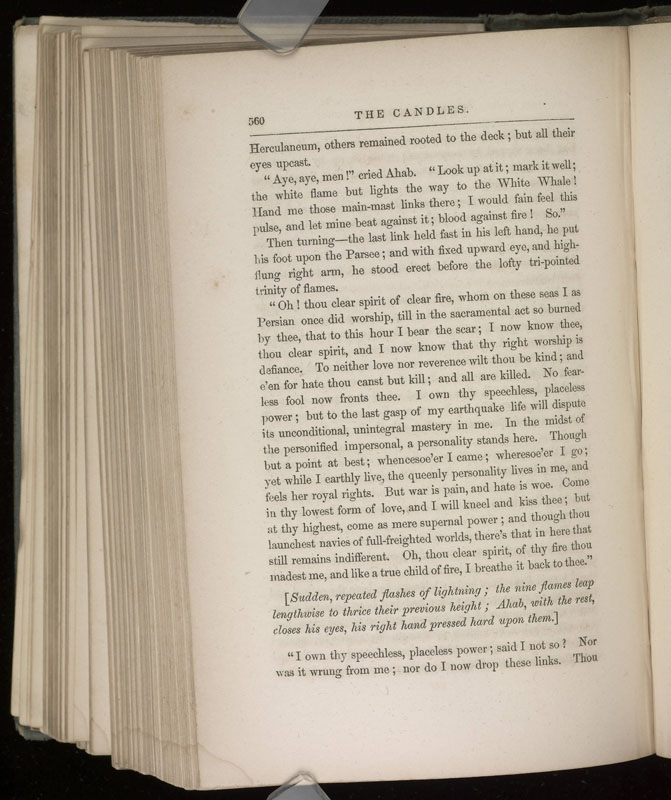 560
THE CANDLES.
Herculaneum, others remained rooted to the deck; but all their
eyes upcast.
"Aye, aye, men!" cried Ahab. "Look up at it; mark it well;
the white flame but lights the way to the White Whale!
Hand me those main-mast links there; I would fain feel this
pulse, and let mine beat against it; blood against fire! So."
Then turning—the last link held fast in his left hand, he put
his foot upon the Parsee; and with fixed upward eye, and high-
flung right arm, he stood erect before the lofty tri-pointed
trinity of flames.
"Oh! thou clear spirit of clear fire, whom on these seas I as
Persian once did worship, till in the sacramental act so burned
by thee, that to this hour I bear the scar; I now know thee,
thou clear spirit, and I now know that thy right worship is
defiance. To neither love nor reverence wilt thou be kind; and
e'en for hate thou canst but kill; and all are killed. No fear-
less fool now fronts thee. I own thy speechless, placeless
power; but to the last gasp of my earthquake life will dispute
its unconditional, unintegral mastery in me. In the midst of
the personified impersonal, a personality stands here. Though
but a point at best; whencesoe'er I came; wheresoe'er I go;
yet while I earthly live, the queenly personality lives in me, and
feels her royal rights. But war is pain, and hate is woe. Come
in thy lowest form of love, and I will kneel and kiss thee; but
at thy highest, come as mere supernal power; and though thou
launchest navies of full-freighted worlds, there's that in here that
still remains indifferent. Oh, thou clear spirit, of thy fire thou
madest me, and like a true child of fire, I breathe it back to thee."
[Sudden, repeated flashes of lightning; the nine flames leap
lengthwise to thrice their previous height; Ahab, with the rest,
closes his eyes, his right hand pressed hard upon them.]
"I own thy speechless, placeless power; said I not so? Nor
was it wrung from me; nor do I now drop these links. Thou